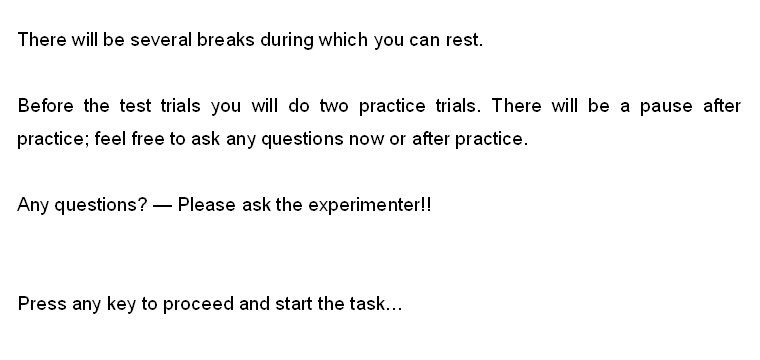 There will be several breaks during which you can rest.
Before the test trials you will do two practice trials. There will be a pause after
practice; feel free to ask any questions now or after practice.
Any questions? — Please ask the experimenter!!
Press any key to proceed and start the task…